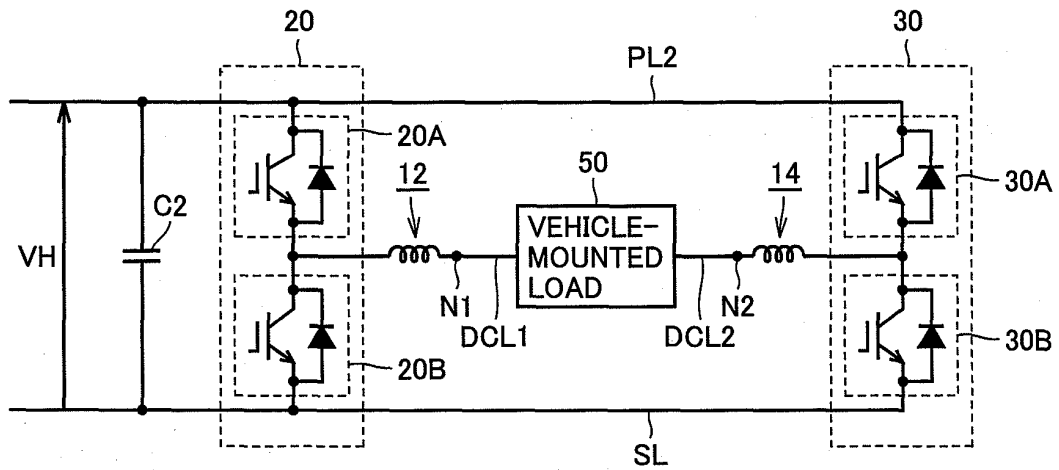 20
30
PL2
20A
12
50
14
30A
C2
VH
VEHICLE-
MOUNTED
LOAD
N1
N2
DCL1
DCL2
20B
30B
SL